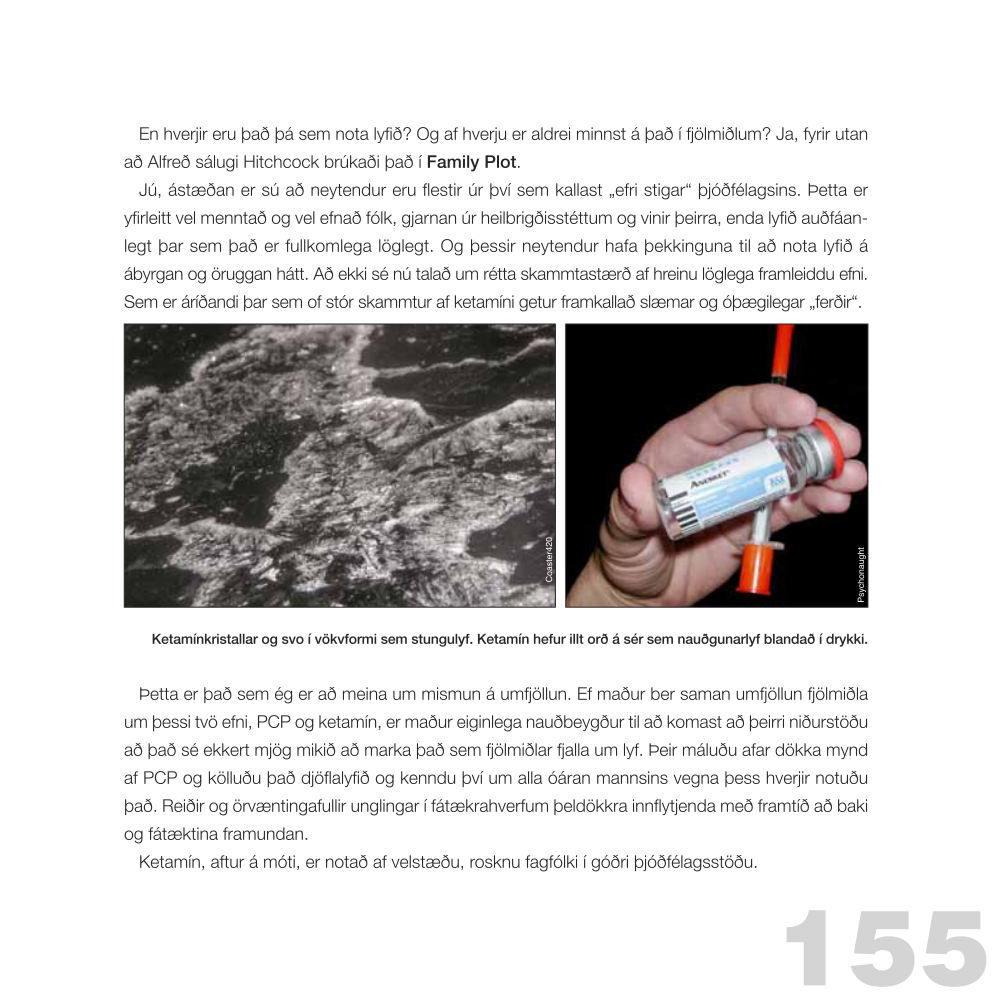 En hverjir eru það þá sem nota lyfið? Og af hverju er aldrei minnst á það í fjölmiðlum? Ja, fyrir utan
að Alfreð sálugi Hitchcock brúkaði það í Family Plot.
Jú, ástæðan er sú að neytendur eru flestir úr því sem kallast „efri stigar“ þjóðfélagsins. Þetta er
yfirleitt vel menntað og vel efnað fólk, gjarnan úr heilbrigðisstéttum og vinir þeirra, enda lyfið auðfáan-
legt þar sem það er fullkomlega löglegt. Og þessir neytendur hafa þekkinguna til að nota lyfið á
ábyrgan og öruggan hátt. Að ekki sé nú talað um rétta skammtastærð af hreinu löglega framleiddu efni.
Sem er áríðandi þar sem of stór skammtur af ketamíni getur framkallað slæmar og óþægilegar „ferðir“.
Coaster420
Anesket
Psychonaught
Ketamínkristallar og svo í vökvformi sem stungulyf. Ketamín hefur illt orð á sér sem nauðgunarlyf blandað í drykki.
Þetta er það sem ég er að meina um mismun á umfjöllun. Ef maður ber saman umfjöllun fjölmiðla
um þessi tvö efni, PCP og ketamín, er maður eiginlega nauðbeygður til að komast að þeirri niðurstöðu
að það sé ekkert mjög mikið að marka það sem fjölmiðlar fjalla um lyf. Þeir máluðu afar dökka mynd
af PCP og kölluðu það djöflalyfið og kenndu því um alla óáran mannsins vegna þess hverjir notuðu
það. Reiðir og örvæntingafullir unglingar í fátækrahverfum þeldökkra innflytjenda með framtíð að baki
og fátæktina framundan.
Ketamín, aftur á móti, er notað af velstæðu, rosknu fagfólki í góðri þjóðfélagsstöðu.
155